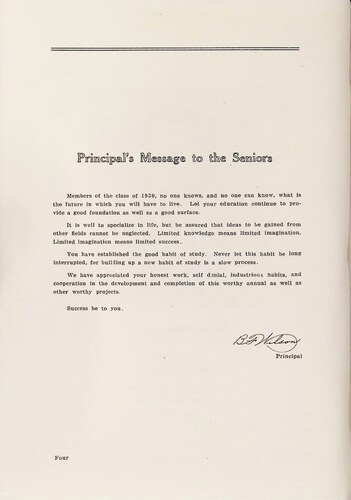 Principal's Message to the Seniors
Members of the class of 1939, no one knows, and no one can know, what is
the future in which you will have to live. Let your education continue to pro-
vide a good foundation as well as a good surface.
It is well to specialize in life, but be assured that ideas to be gained from
other fields cannot be neglected. Limited knowledge means limited imagination.
Limited imagination means limited success.
You have established the good habit of study. Never let this habit be long
interrupted, for building up a new habit of study is a slow process.
We have appreciated your honest work, self denial, industrious habits, and
cooperation in the development and completion of this worthy annual as well as
other worthy projects.
Success be to you.
B F Wilson
Principal
Four